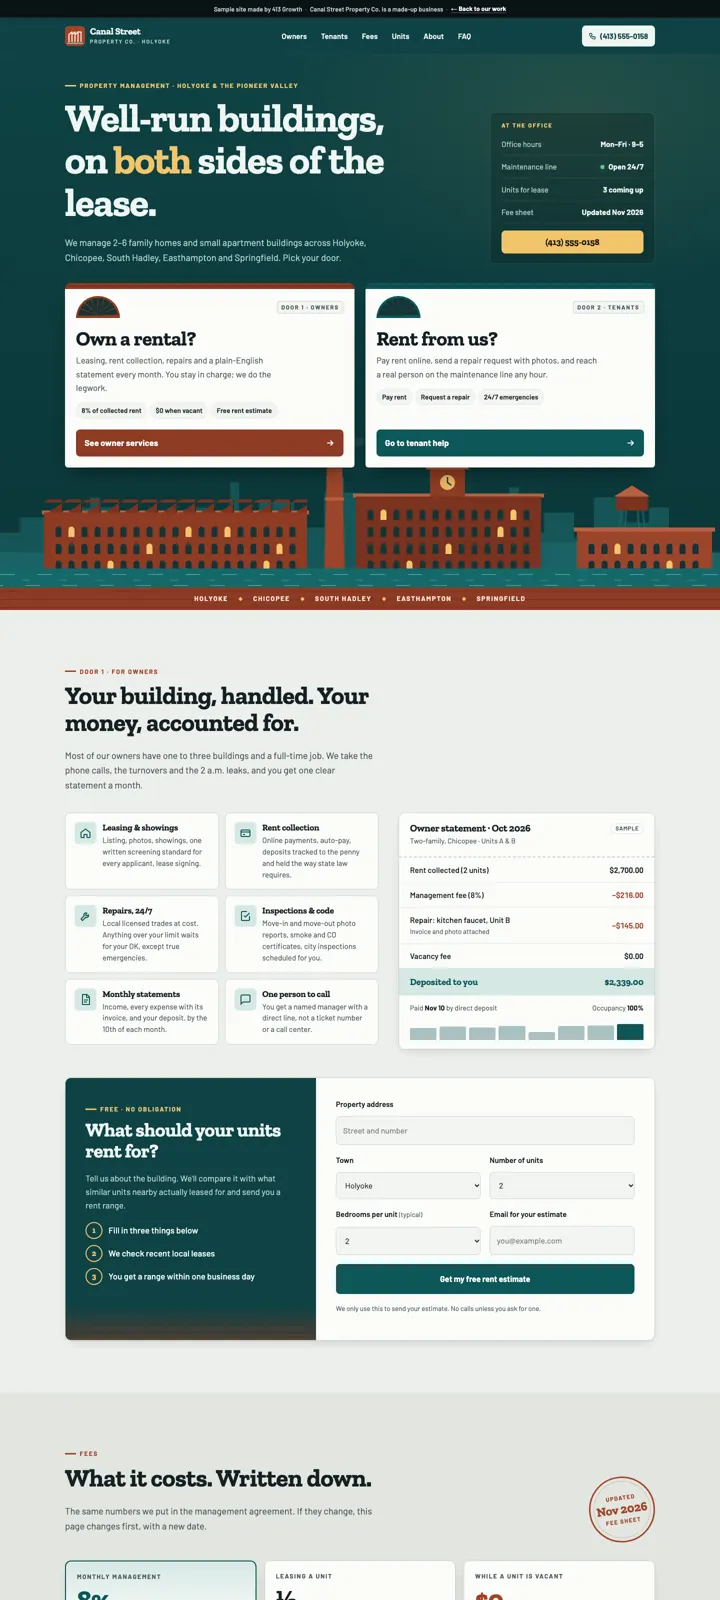 Sample site made by 413 Growth · Canal Street Property Co. is a made-up business · ← Back to our work
Canal Street
PROPERTY CO. · HOLYOKE
Owners Tenants Fees Units About FAQ
(413) 555-0158
PROPERTY MANAGEMENT · HOLYOKE & THE PIONEER VALLEY
Well-run buildings,
on both sides of the
lease.
We manage 2–6 family homes and small apartment buildings across Holyoke,
Chicopee, South Hadley, Easthampton and Springfield. Pick your door.
AT THE OFFICE
Office hours Mon–Fri · 9–5
Maintenance line Open 24/7
Units for lease 3 coming up
Fee sheet Updated Nov 2026
(413) 555-0158
DOOR 1 · OWNERS
Own a rental?
Leasing, rent collection, repairs and a plain-English
statement every month. You stay in charge; we do the
legwork.
8% of collected rent $0 when vacant Free rent estimate
See owner services →
DOOR 2 · TENANTS
Rent from us?
Pay rent online, send a repair request with photos, and reach
a real person on the maintenance line any hour.
Pay rent Request a repair 24/7 emergencies
Go to tenant help →
HOLYOKE ◆ CHICOPEE ◆ SOUTH HADLEY ◆ EASTHAMPTON ◆ SPRINGFIELD
DOOR 1 · FOR OWNERS
Your building, handled. Your
money, accounted for.
Most of our owners have one to three buildings and a full-time job. We take the
phone calls, the turnovers and the 2 a.m. leaks, and you get one clear
statement a month.
Leasing & showings
Listing, photos, showings, one
written screening standard for
every applicant, lease signing.
Rent collection
Online payments, auto-pay,
deposits tracked to the penny
and held the way state law
requires.
Repairs, 24/7
Local licensed trades at cost.
Anything over your limit waits
for your OK, except true
emergencies.
Inspections & code
Move-in and move-out photo
reports, smoke and CO
certificates, city inspections
scheduled for you.
Monthly statements
Income, every expense with its
invoice, and your deposit, by the
10th of each month.
One person to call
You get a named manager with a
direct line, not a ticket number
or a call center.
Owner statement · Oct 2026 SAMPLE
Two-family, Chicopee · Units A & B
Rent collected (2 units) $2,700.00
Management fee (8%) −$216.00
Repair: kitchen faucet, Unit B −$145.00
Invoice and photo attached
Vacancy fee $0.00
Deposited to you $2,339.00
Paid Nov 10 by direct deposit Occupancy 100%
FREE · NO OBLIGATION
What should your units
rent for?
Tell us about the building. We'll compare it with what
similar units nearby actually leased for and send you a
rent range.
1 Fill in three things below
2 We check recent local leases
3 You get a range within one business day
Property address
Street and number
Town Number of units
Holyoke 2
Bedrooms per unit (typical) Email for your estimate
2 you@example.com
Get my free rent estimate
We only use this to send your estimate. No calls unless you ask for one.
FEES
What it costs. Written down.
The same numbers we put in the management agreement. If they change, this
page changes first, with a new date.
UPDATED
Nov 2026
FEE SHEET
MONTHLY MANAGEMENT
8%
LEASING A UNIT
½
WHILE A UNIT IS VACANT
$0